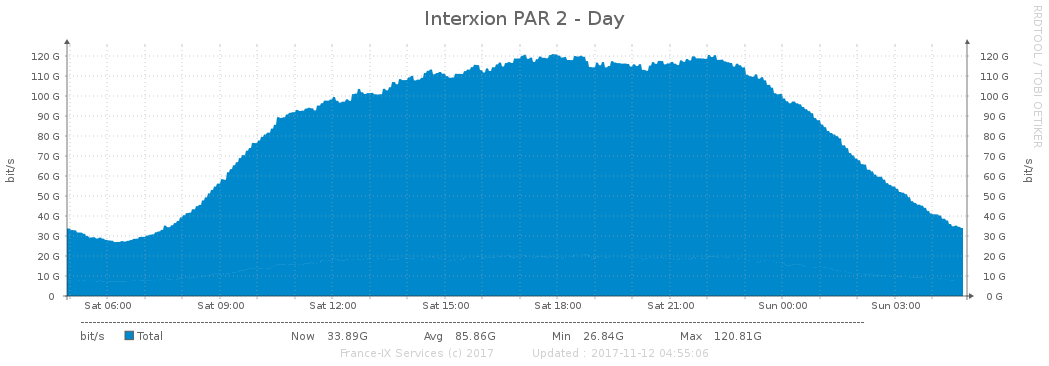 Interxion PAR 2 - Day
RRDTOOL / TOBI OETIKER
bit/s
120 G
110 G
100 G
90 G
80 G
70 G
60 G
50 G
40 G
30 G
20 G
10 G
0
120 G
110 G
100 G
90 G
80 G
70 G
60 G
50 G
40 G
30 G
20 G
10 G
0 G
bit/s
Sat 06:00 Sat 09:00 Sat 12:00 Sat 15:00 Sat 18:00 Sat 21:00 Sun 00:00 Sun 03:00
bit/s Total Now 33.89G Avg 85.86G Min 26.84G Max 120.81G
France-IX Services (c) 2017 Updated : 2017-11-12 04:55:06